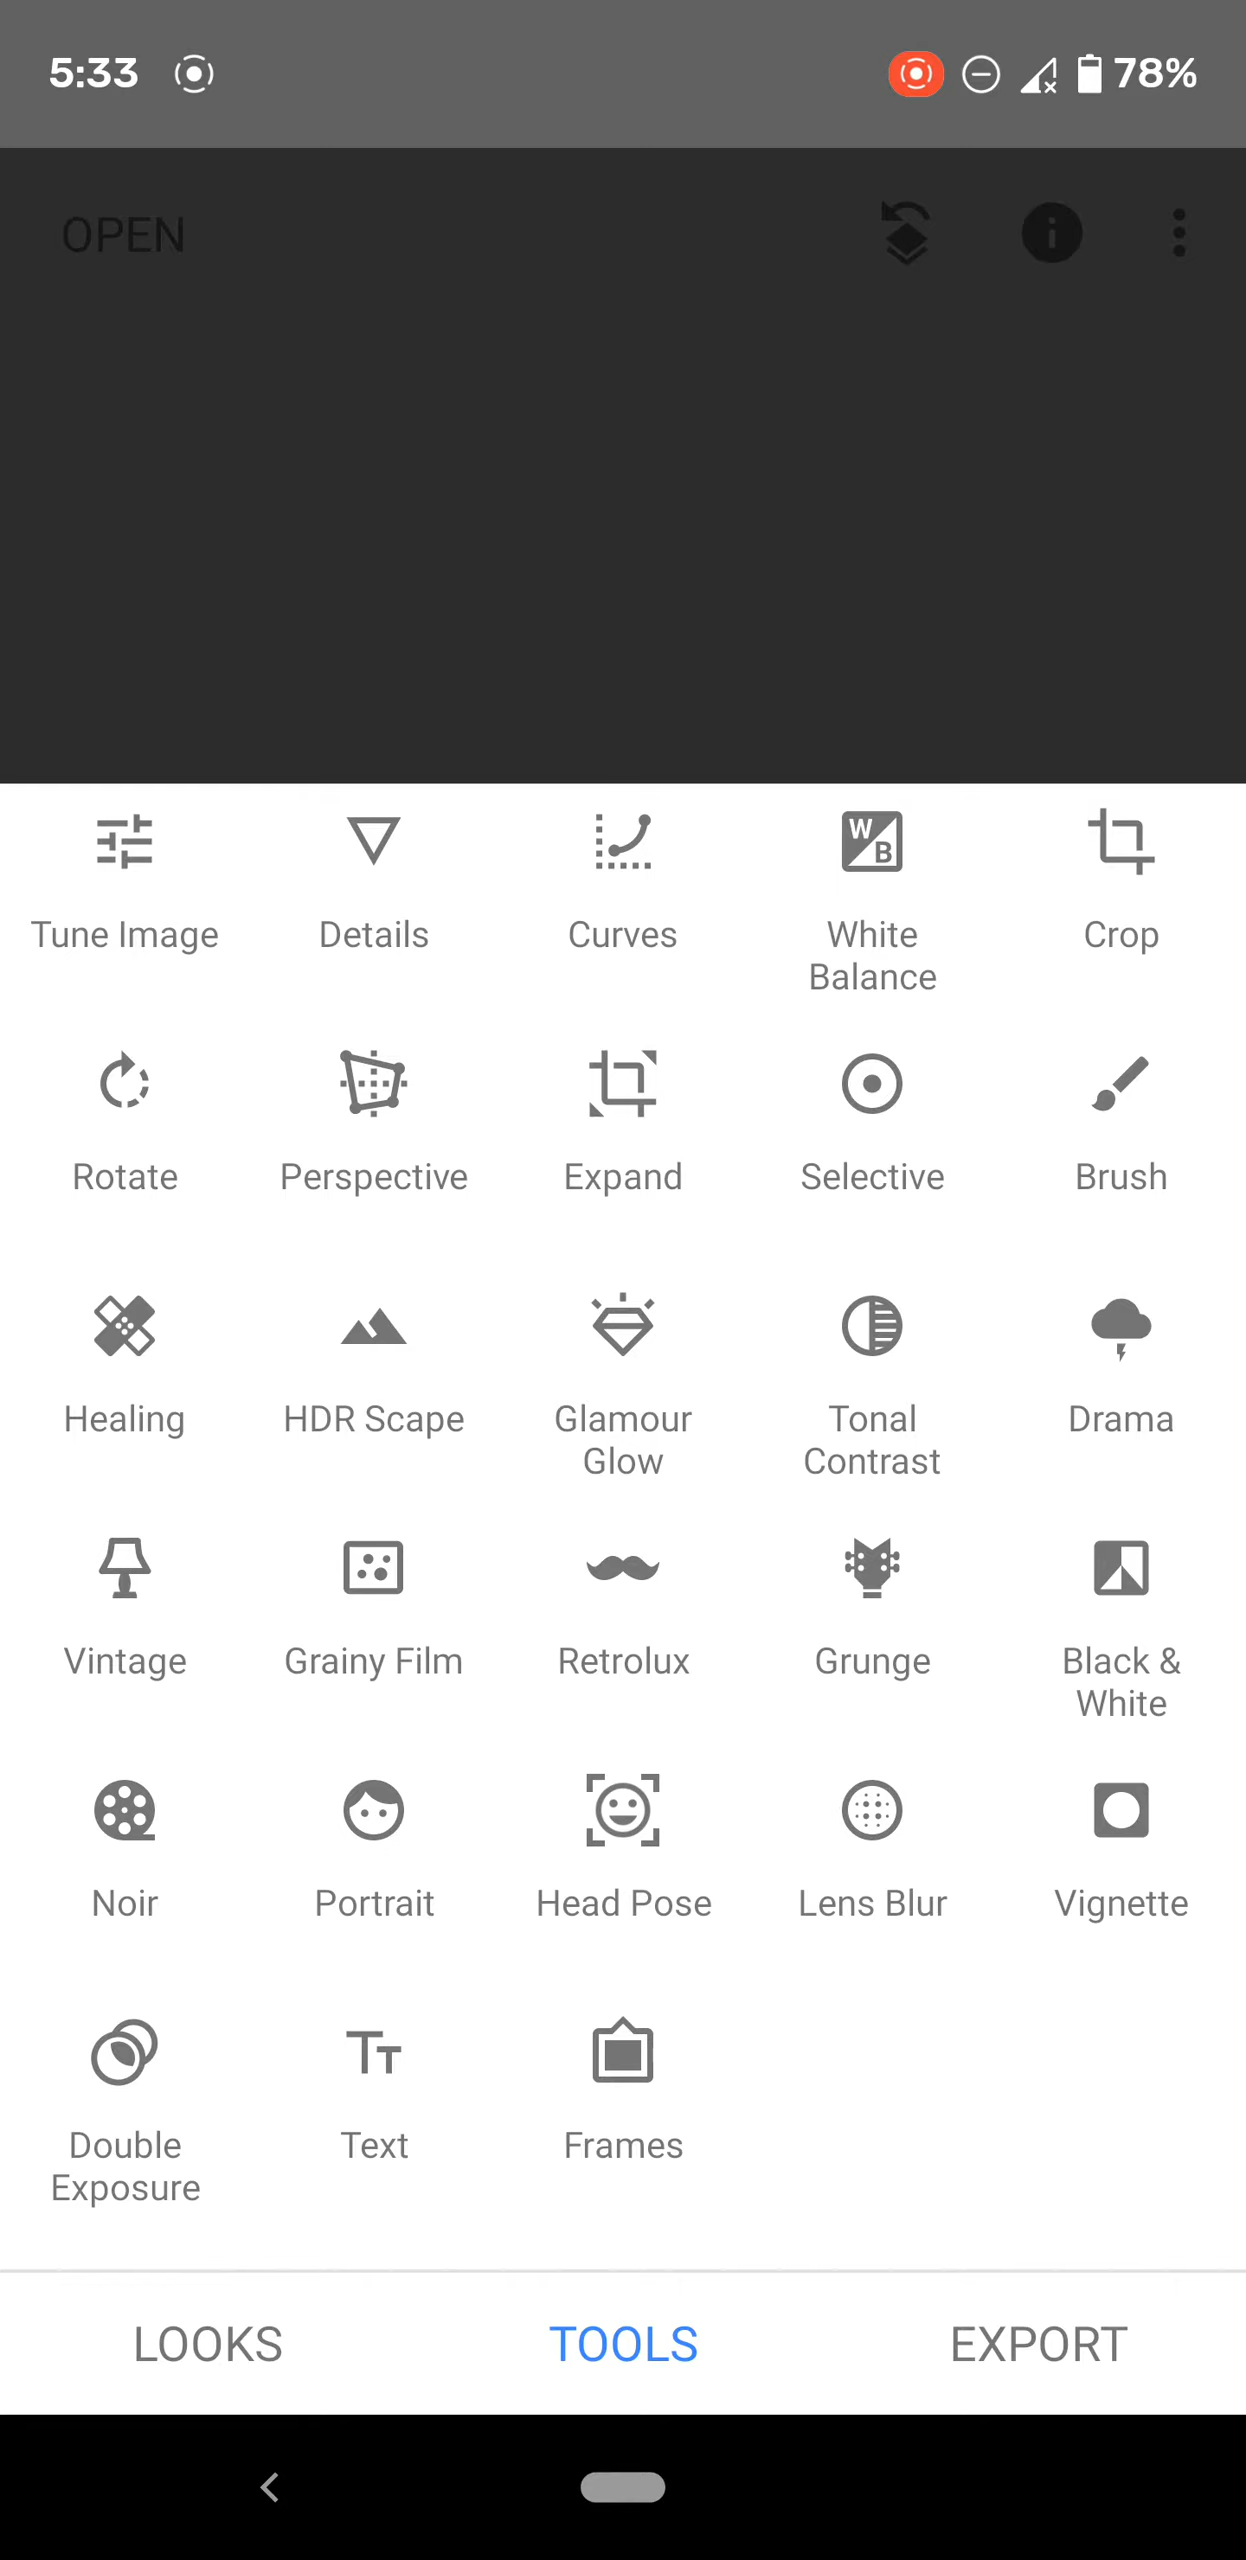 5:33 78%
OPEN
Tune Image Details Curves White Balance Crop
Rotate Perspective Expand Selective Brush
Healing HDR Scape Glamour Glow Tonal Contrast Drama
Vintage Grainy Film Retrolux Grunge Black & White
Noir Portrait Head Pose Lens Blur Vignette
Double Exposure Text Frames
LOOKS TOOLS EXPORT